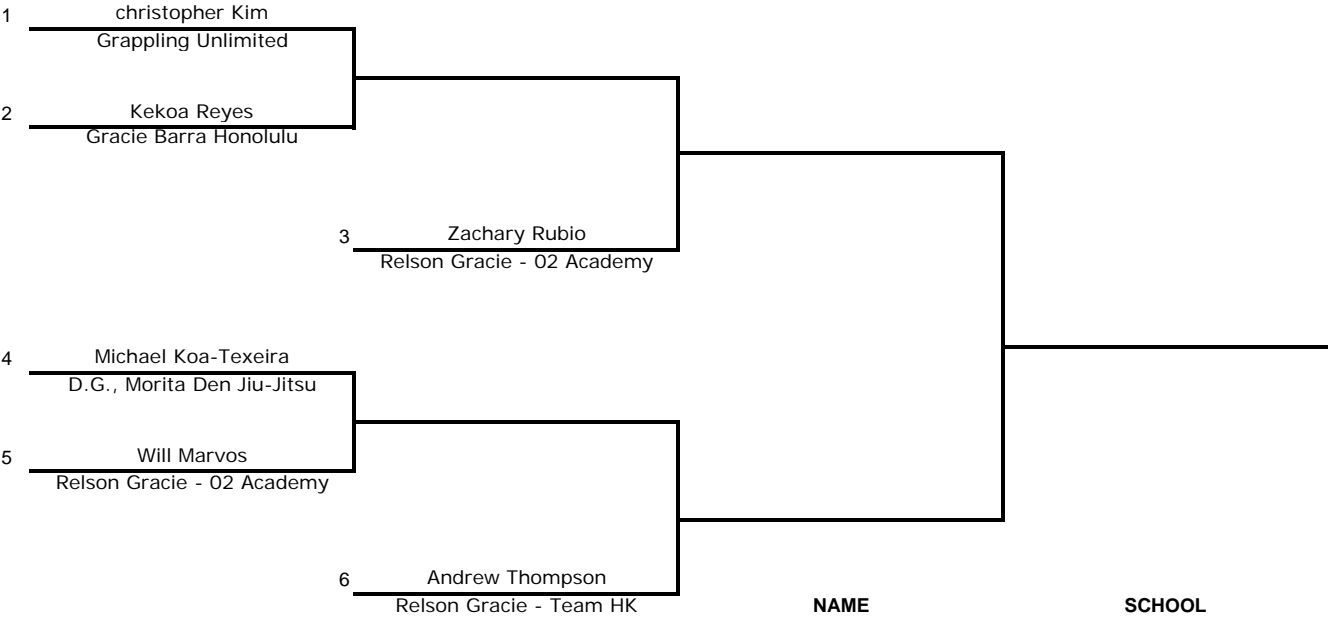 1 christopher Kim
Grappling Unlimited
2 Kekoa Reyes
Gracie Barra Honolulu
3 Zachary Rubio
Relson Gracie - 02 Academy
4 Michael Koa-Texeira
D.G., Morita Den Jiu-Jitsu
5 Will Marvos
Relson Gracie - 02 Academy
6 Andrew Thompson
Relson Gracie - Team HK NAME SCHOOL